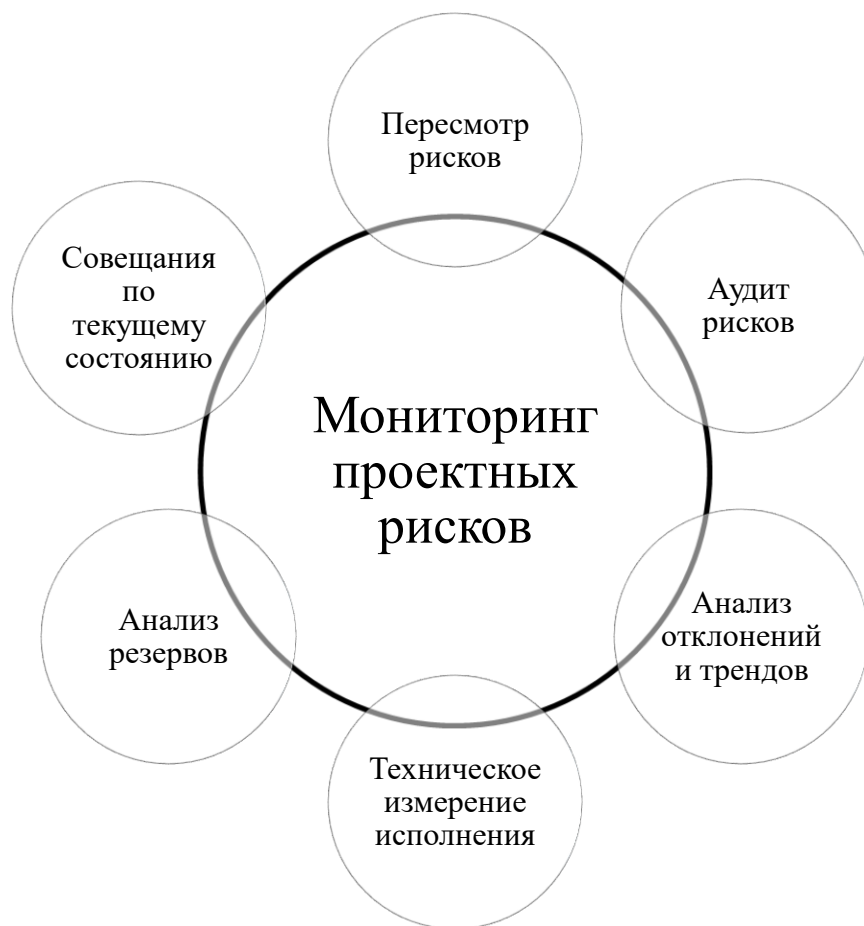 Пересмотр
рисков
Аудит
рисков
Анализ
отклонений
и трендов
Техническое
измерение
исполнения
Анализ
резервов
Совещания
по
текущему
состоянию
Мониторинг
проектных
рисков